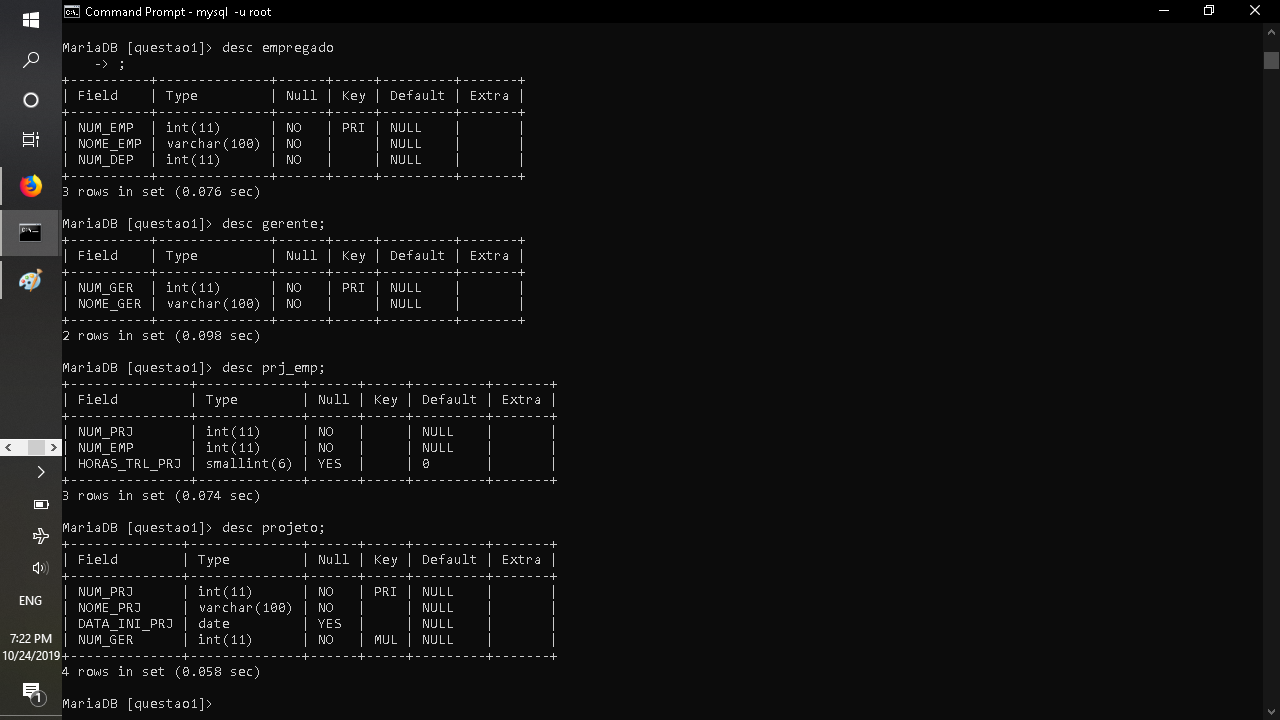 Command Prompt - mysql  -u root
MariaDB [questao1]> desc empregado
    -> ;
+----------+--------------+------+-----+---------+-------+
| Field    | Type         | Null | Key | Default | Extra |
+----------+--------------+------+-----+---------+-------+
| NUM_EMP  | int(11)      | NO   | PRI | NULL    |       |
| NOME_EMP | varchar(100) | NO   |     | NULL    |       |
| NUM_DEP  | int(11)      | NO   |     | NULL    |       |
+----------+--------------+------+-----+---------+-------+
3 rows in set (0.076 sec)
MariaDB [questao1]> desc gerente;
+----------+--------------+------+-----+---------+-------+
| Field    | Type         | Null | Key | Default | Extra |
+----------+--------------+------+-----+---------+-------+
| NUM_GER  | int(11)      | NO   | PRI | NULL    |       |
| NOME_GER | varchar(100) | NO   |     | NULL    |       |
+----------+--------------+------+-----+---------+-------+
2 rows in set (0.098 sec)
MariaDB [questao1]> desc prj_emp;
+---------------+-------------+------+-----+---------+-------+
| Field         | Type        | Null | Key | Default | Extra |
+---------------+-------------+------+-----+---------+-------+
| NUM_PRJ       | int(11)     | NO   |     | NULL    |       |
| NUM_EMP       | int(11)     | NO   |     | NULL    |       |
| HORAS_TRL_PRJ | smallint(6) | YES  |     | 0       |       |
+---------------+-------------+------+-----+---------+-------+
3 rows in set (0.074 sec)
MariaDB [questao1]> desc projeto;
+--------------+--------------+------+-----+---------+-------+
| Field        | Type         | Null | Key | Default | Extra |
+--------------+--------------+------+-----+---------+-------+
| NUM_PRJ      | int(11)      | NO   | PRI | NULL    |       |
| NOME_PRJ     | varchar(100) | NO   |     | NULL    |       |
| DATA_INI_PRJ | date         | YES  |     | NULL    |       |
| NUM_GER      | int(11)      | NO   | MUL | NULL    |       |
+--------------+--------------+------+-----+---------+-------+
4 rows in set (0.058 sec)
MariaDB [questao1]>
ENG
7:22 PM
10/24/2019
1